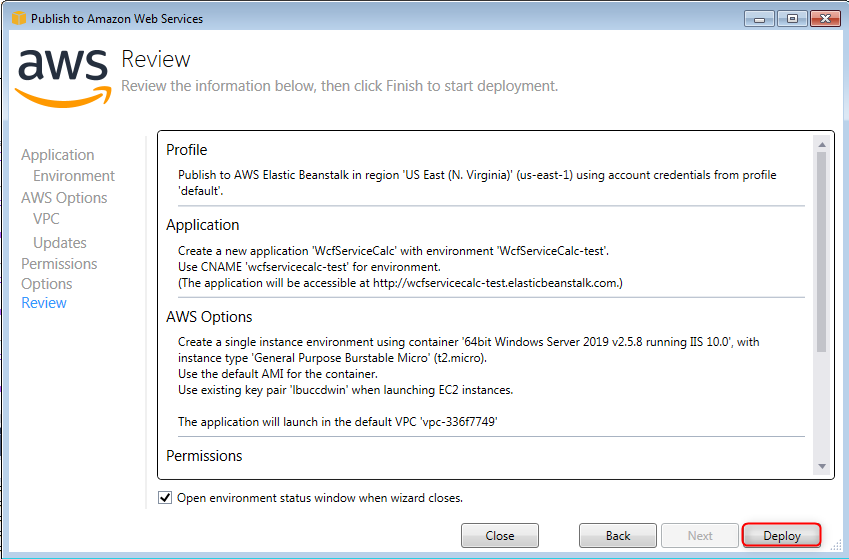 Publish to Amazon Web Services
aws
Review
Review the information below, then click Finish to start deployment.
Application
Environment
AWS Options
VPC
Updates
Permissions
Options
Review
Profile
Publish to AWS Elastic Beanstalk in region 'US East (N. Virginia)' (us-east-1) using account credentials from profile
'default'.
Application
Create a new application 'WcfServiceCalc' with environment 'WcfServiceCalc-test'.
Use CNAME 'wcfservicecalc-test' for environment.
(The application will be accessible at http://wcfservicecalc-test.elasticbeanstalk.com.)
AWS Options
Create a single instance environment using container '64bit Windows Server 2019 v2.5.8 running IIS 10.0', with
instance type 'General Purpose Burstable Micro' (t2.micro).
Use the default AMI for the container.
Use existing key pair 'lbuccdwin' when launching EC2 instances.
The application will launch in the default VPC 'vpc-336f7749'
Permissions
Open environment status window when wizard closes.
Close
Back
Next
Deploy